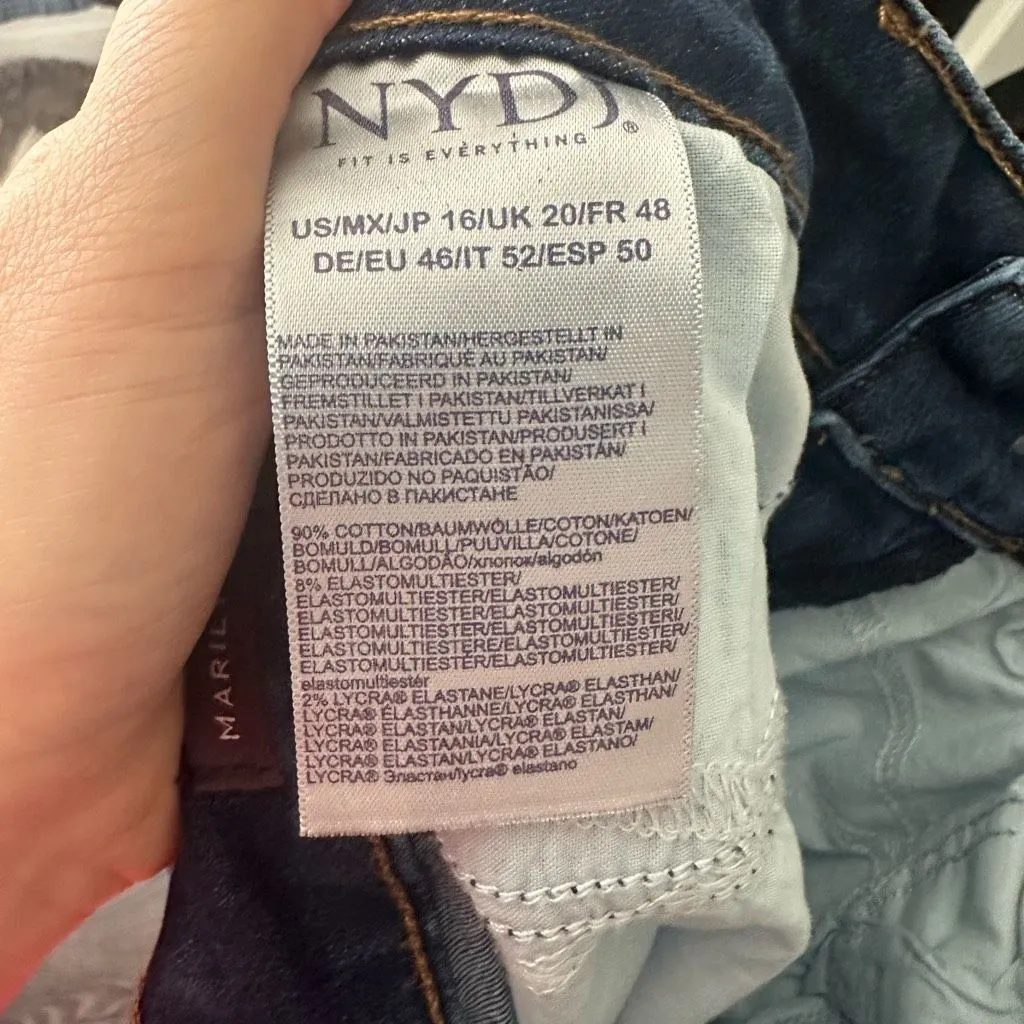 NYDJ®
FIT IS EVERYTHING
US/MX/JP 16/UK 20/FR 48
DE/EU 46/IT 52/ESP 50
MADE IN PAKISTAN/HERGESTELLT IN
PAKISTAN/FABRIQUÉ AU PAKISTAN/
GEPRODUCEERD IN PAKISTAN/
FREMSTILLET I PAKISTAN/TILLVERKAT I
PAKISTAN/VALMISTETTU PAKISTANISSA/
PRODOTTO IN PAKISTAN/PRODUSERT I
PAKISTAN/FABRICADO EN PAKISTÁN/
PRODUZIDO NO PAQUISTÃO/
СДЕЛАНО В ПАКИСТАНЕ
90% COTTON/BAUMWOLLE/COTON/KATOEN/
BOMULD/BOMULL/PUUVILLA/COTONE/
BOMULL/ALGODÃO/хлопок/algodón
8% ELASTOMULTIESTER/
ELASTOMULTIESTER/ELASTOMULTIESTER/
ELASTOMULTIESTER/ELASTOMULTIESTER/
ELASTOMULTIESTER/ELASTOMULTIESTERI/
ELASTOMULTIESTERE/ELASTOMULTIESTER/
ELASTOMULTIESTÉR/ELASTOMULTIESTER/
elastomultiestér
2% LYCRA® ELASTANE/LYCRA® ELASTHAN/
LYCRA® ÉLASTHANNE/LYCRA® ELASTHAN/
LYCRA® ELASTAN/LYCRA® ELASTAN/
LYCRA® ELASTAANIA/LYCRA® ELASTAM/
LYCRA® ELASTAN/LYCRA® ELASTANO/
LYCRA® Эластан/lycra® elastano
MARIL